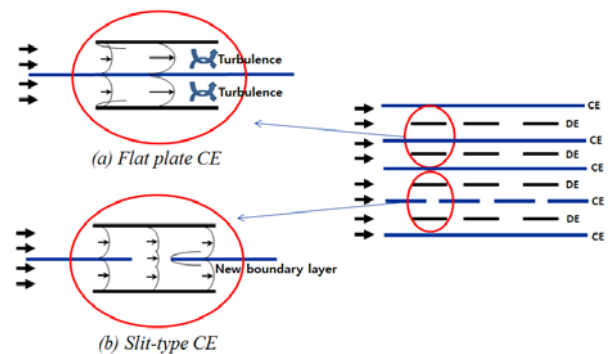 Turbulence
Turbulence
(a) Flat plate CE
New boundary layer
(b) Slit-type CE
CE
DE
CE
DE
CE
DE
CE
DE
CE